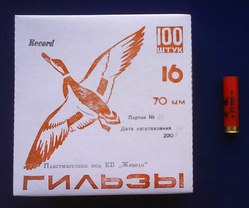 Record
100
ШТУК
16
70 мм
Партия №
Дата изготовления
200
Пластмассовые под КВ „Жевело"
ГИЛЬЗЫ